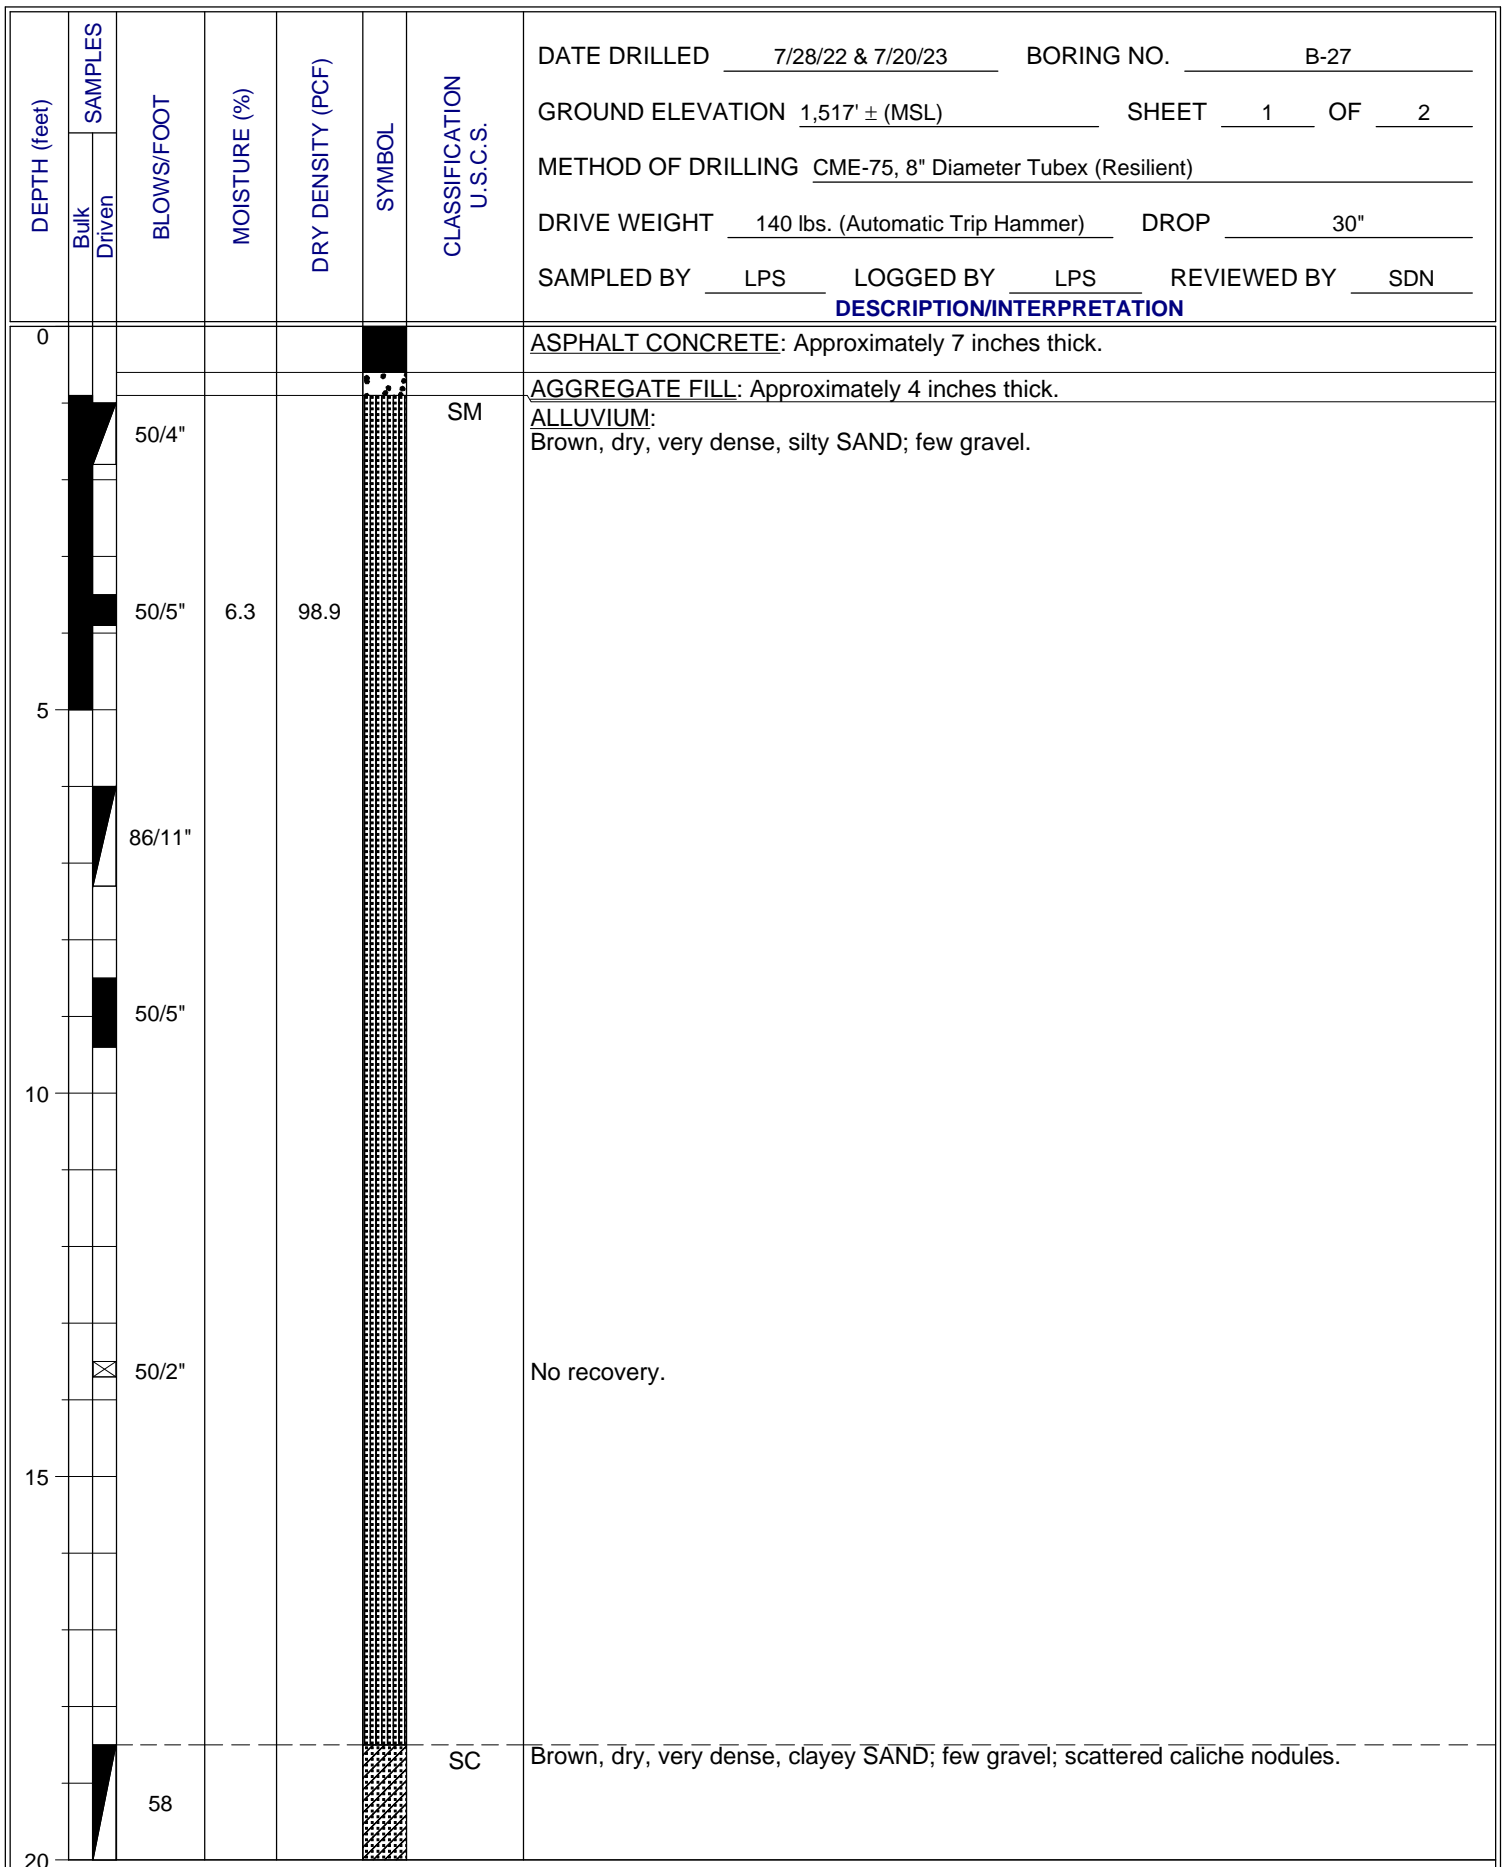 DEPTH (feet)
SAMPLES
Bulk
Driven
BLOWS/FOOT
MOISTURE (%)
DRY DENSITY (PCF)
SYMBOL
CLASSIFICATION
U.S.C.S.
DATE DRILLED 7/28/22 & 7/20/23 BORING NO. B-27
GROUND ELEVATION 1,517' ± (MSL) SHEET 1 OF 2
METHOD OF DRILLING CME-75, 8" Diameter Tubex (Resilient)
DRIVE WEIGHT 140 lbs. (Automatic Trip Hammer) DROP 30"
SAMPLED BY LPS LOGGED BY LPS REVIEWED BY SDN
DESCRIPTION/INTERPRETATION
0 ASPHALT CONCRETE: Approximately 7 inches thick.
AGGREGATE FILL: Approximately 4 inches thick.
SM ALLUVIUM:
50/4" Brown, dry, very dense, silty SAND; few gravel.
50/5" 6.3 98.9
5
86/11"
50/5"
10
50/2" No recovery.
15
SC Brown, dry, very dense, clayey SAND; few gravel; scattered caliche nodules.
58
20